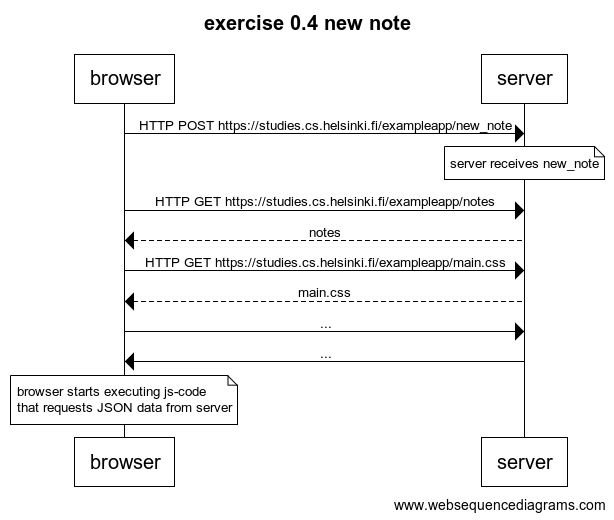 exercise 0.4 new note
browser
server
HTTP POST https://studies.cs.helsinki.fi/exampleapp/new_note
server receives new_note
HTTP GET https://studies.cs.helsinki.fi/exampleapp/notes
notes
HTTP GET https://studies.cs.helsinki.fi/exampleapp/main.css
main.css
...
...
browser starts executing js-code
that requests JSON data from server
browser
server
www.websequencediagrams.com